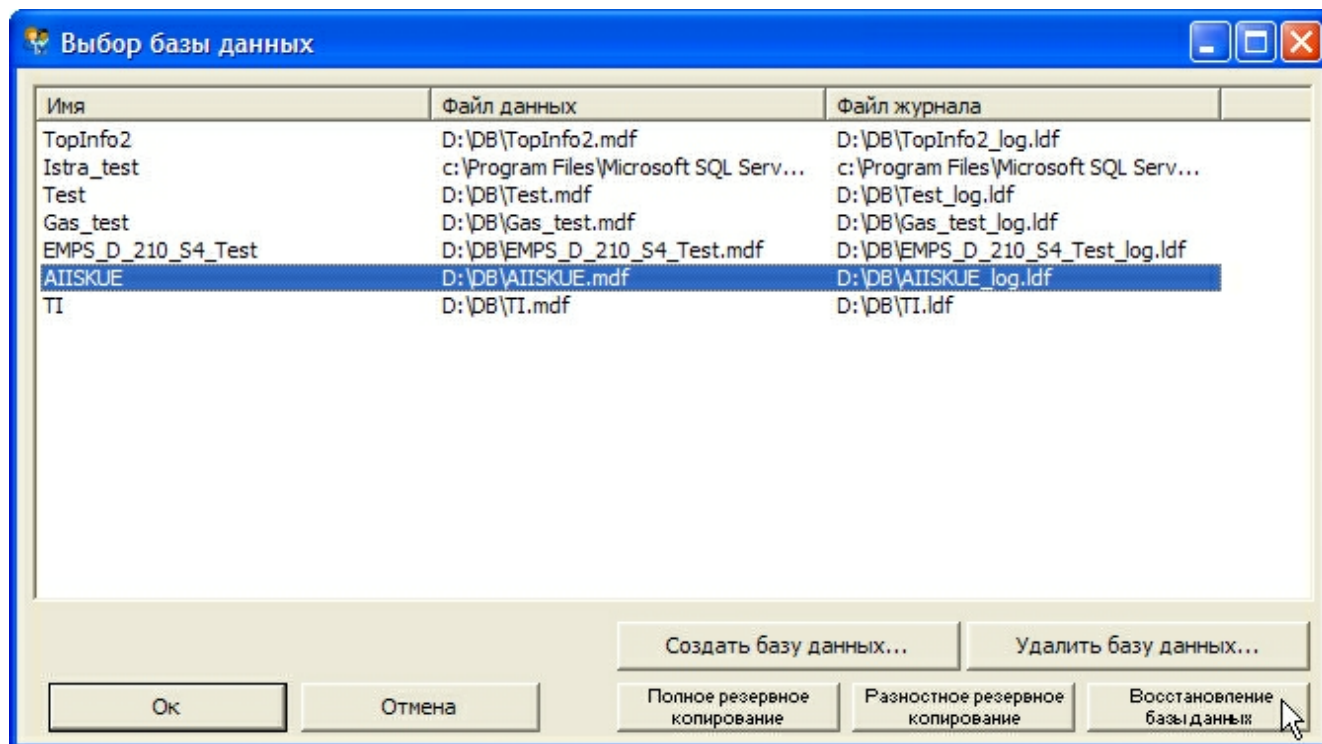 Выбор базы данных
Имя Файл данных Файл журнала
TopInfo2 D:\DB\TopInfo2.mdf D:\DB\TopInfo2_log.ldf
Istra_test c:\Program Files\Microsoft SQL Serv... c:\Program Files\Microsoft SQL Serv...
Test D:\DB\Test.mdf D:\DB\Test_log.ldf
Gas_test D:\DB\Gas_test.mdf D:\DB\Gas_test_log.ldf
EMPS_D_210_S4_Test D:\DB\EMPS_D_210_S4_Test.mdf D:\DB\EMPS_D_210_S4_Test_log.ldf
AIISKUE D:\DB\AIISKUE.mdf D:\DB\AIISKUE_log.ldf
TI D:\DB\TI.mdf D:\DB\TI.ldf
Создать базу данных... Удалить базу данных...
Ок Отмена
Полное резервное
копирование
Разностное резервное
копирование
Восстановление
базы данных